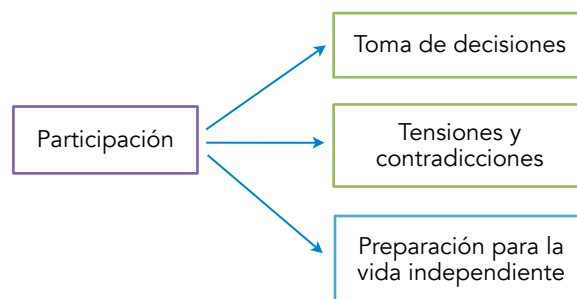 Toma de decisiones
Participación
Tensiones y
contradicciones
Preparación para la
vida independiente